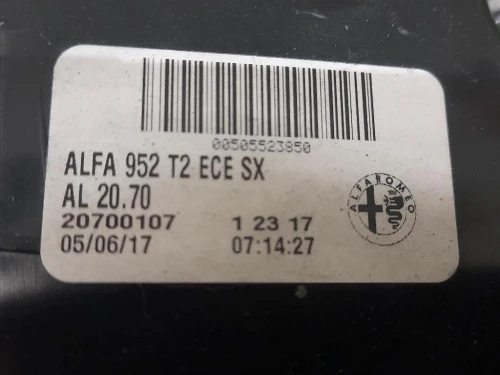 00505523850
ALFA 952 T2 ECE SX
AL 20.70
20700107 1 23 17
05/06/17 07:14:27
ALFA ROMEO